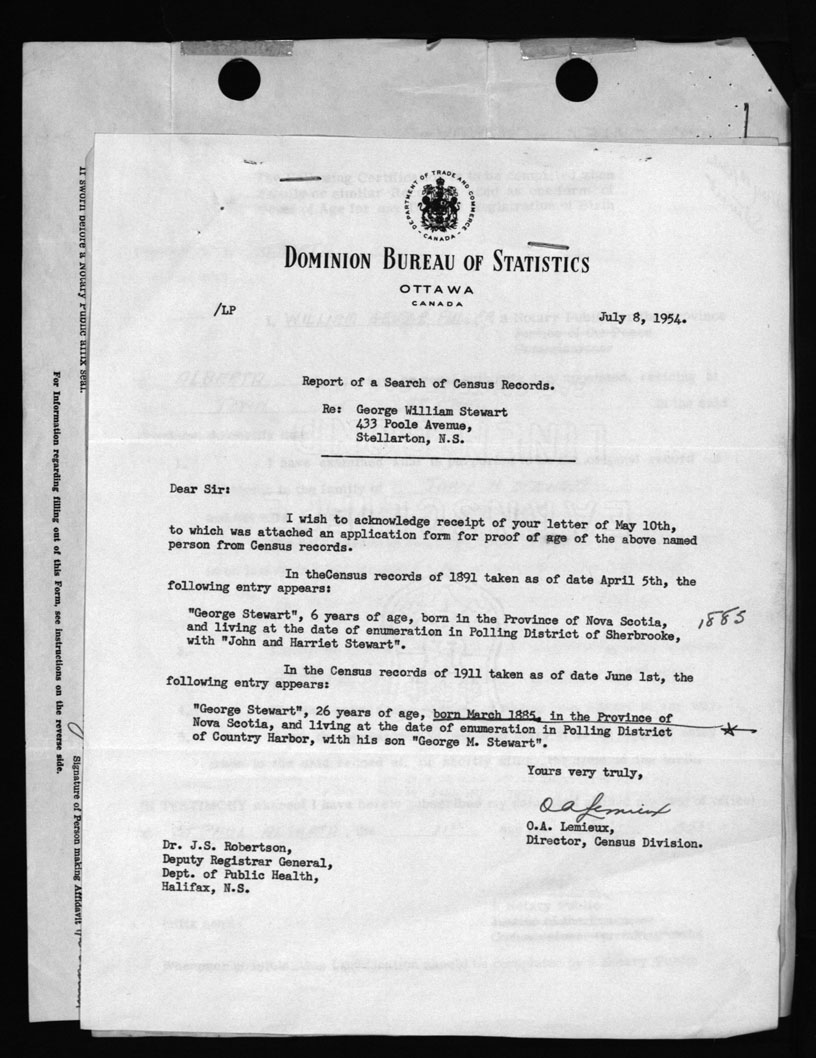 DEPARTMENT OF TRADE AND COMMERCE
- CANADA -
DOMINION BUREAU OF STATISTICS
OTTAWA
CANADA
/LP
July 8, 1954.
Report of a Search of Census Records.
Re: George William Stewart
433 Poole Avenue,
Stellarton, N.S.
Dear Sir:
I wish to acknowledge receipt of your letter of May 10th,
to which was attached an application form for proof of age of the above named
person from Census records.
In theCensus records of 1891 taken as of date April 5th, the
following entry appears:
"George Stewart", 6 years of age, born in the Province of Nova Scotia,
and living at the date of enumeration in Polling District of Sherbrooke,
with "John and Harriet Stewart".
1885
In the Census records of 1911 taken as of date June 1st, the
following entry appears:
"George Stewart", 26 years of age, born March 1885, in the Province of
Nova Scotia, and living at the date of enumeration in Polling District
of Country Harbor, with his son "George M. Stewart".
Yours very truly,
O A Lemieux
O.A. Lemieux,
Director, Census Division.
Dr. J.S. Robertson,
Deputy Registrar General,
Dept. of Public Health,
Halifax, N.S.
If sworn before a Notary Public affix seal.
For Information regarding filling out of this Form, see instructions on the reverse side.
Signature of Person making Affidavit